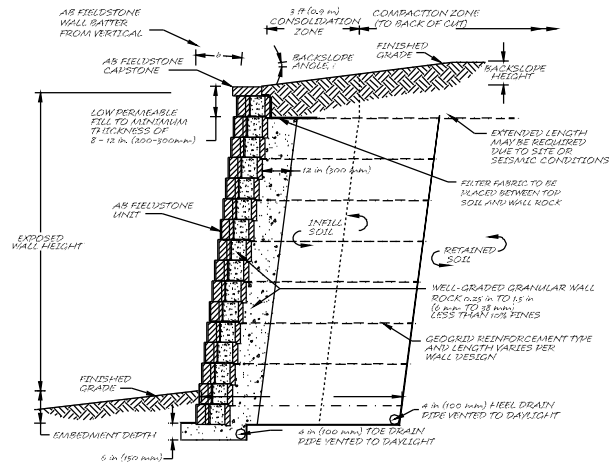 AB FIELDSTONE
WALL BATTER
FROM VERTICAL
3 ft (0.9 m)
CONSOLIDATION
ZONE
COMPACTION ZONE
(TO BACK OF CUT)
FINISHED
GRADE
AB FIELDSTONE
CAPSTONE
BACKSLOPE
ANGLE, i
BACKSLOPE
HEIGHT
LOW PERMEABLE
FILL TO MINIMUM
THICKNESS OF
8 - 12 in (200-300mm)
EXTENDED LENGTH
MAY BE REQUIRED
DUE TO SITE OR
SEISMIC CONDITIONS
12 in (300 mm)
FILTER FABRIC TO BE
PLACED BETWEEN TOP
SOIL AND WALL ROCK
AB FIELDSTONE
UNIT
INFILL
SOIL
EXPOSED
WALL HEIGHT
RETAINED
SOIL
WELL-GRADED GRANULAR WALL
ROCK 0.25 in TO 1.5 in
(6 mm TO 38 mm)
LESS THAN 10% FINES
GEOGRID REINFORCEMENT TYPE
AND LENGTH VARIES PER
WALL DESIGN
FINISHED
GRADE
4 in (100 mm) HEEL DRAIN
PIPE VENTED TO DAYLIGHT
EMBEDMENT DEPTH
4 in (100 mm) TOE DRAIN
PIPE VENTED TO DAYLIGHT
6 in (150 mm)